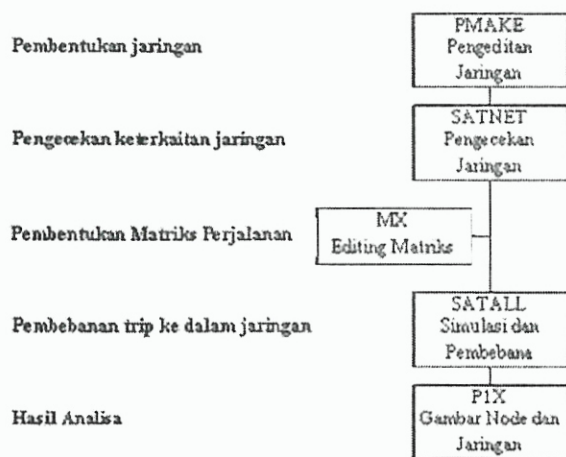 Pembentukan jaringan
PMAKE
Pengeditan
Jaringan
Pengecekan keterkaitan jaringan
SATNET
Pengecekan
Jaringan
Pembentukan Matriks Perjalanan
MX
Editing Matriks
Pembebanan trip ke dalam jaringan
SATALL
Simulasi dan
Pembebana
Hasil Analisa
P1X
Gambar Node dan
Jaringan